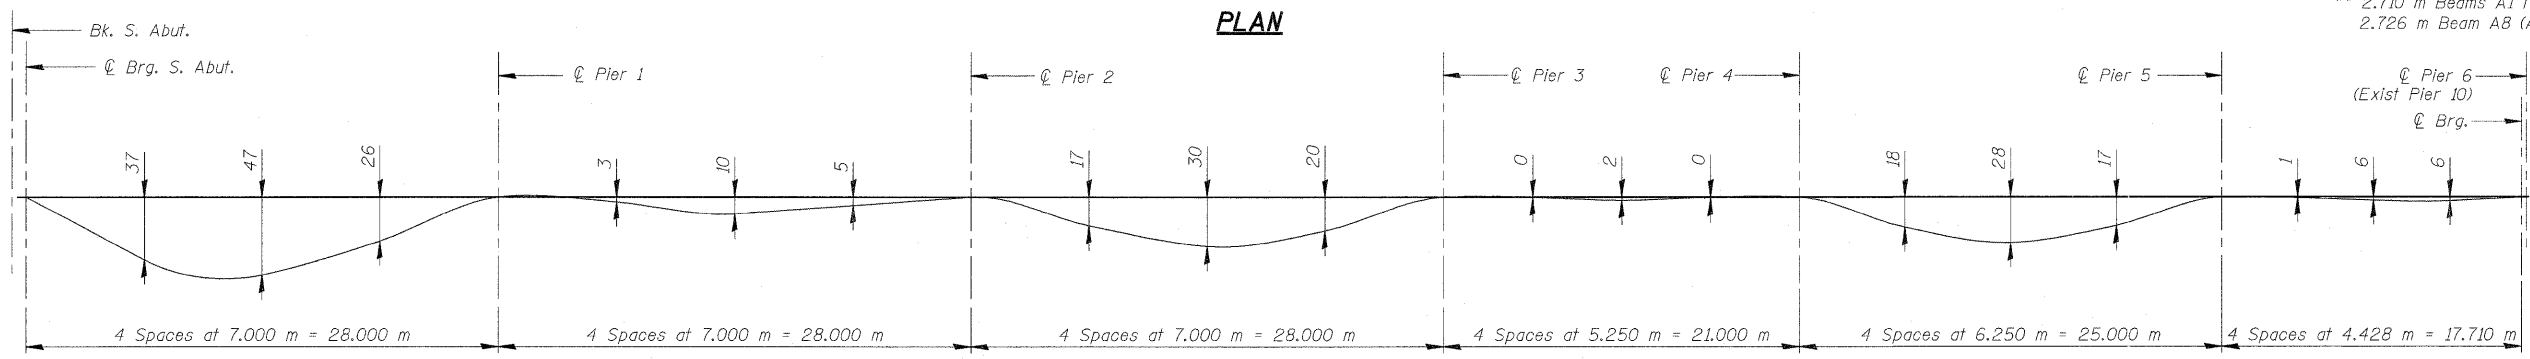 PLAN
** 2.710 m Beams A1
2.726 m Beam A8
Bk. S. Abut.
℄ Brg. S. Abut.
℄ Pier 1
℄ Pier 2
℄ Pier 3
℄ Pier 4
℄ Pier 5
℄ Pier 6
(Exist Pier 10)
℄ Brg.
37
47
26
3
10
5
17
30
20
0
2
0
18
28
17
1
6
6
4 Spaces at 7.000 m = 28.000 m
4 Spaces at 7.000 m = 28.000 m
4 Spaces at 7.000 m = 28.000 m
4 Spaces at 5.250 m = 21.000 m
4 Spaces at 6.250 m = 25.000 m
4 Spaces at 4.428 m = 17.710 m